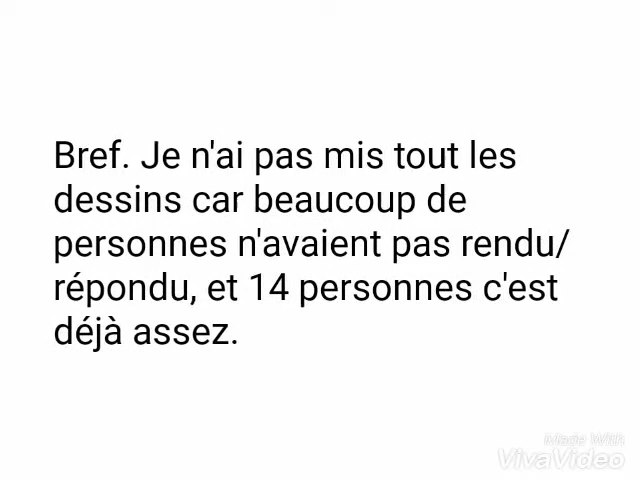 Bref. Je n'ai pas mis tout les
dessins car beaucoup de
personnes n'avaient pas rendu/
répondu, et 14 personnes c'est
déjà assez.
Made With
VivaVideo